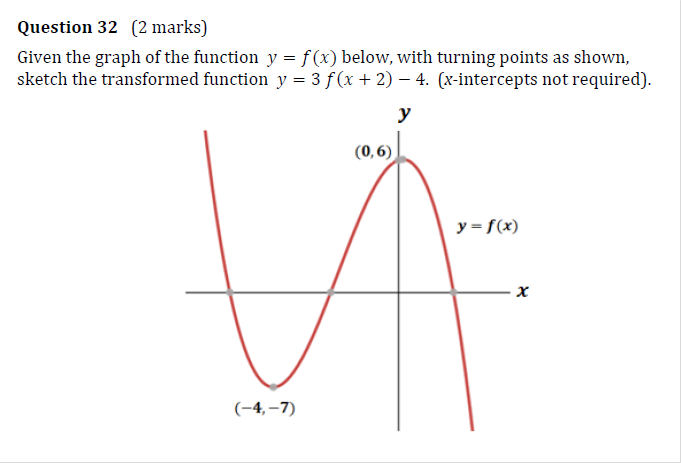 Question 32 (2 marks)
Given the graph of the function y = f(x) below, with turning points as shown,
sketch the transformed function y = 3 f(x + 2) − 4. (x-intercepts not required).
y
(0, 6)
y = f(x)
x
(−4, −7)